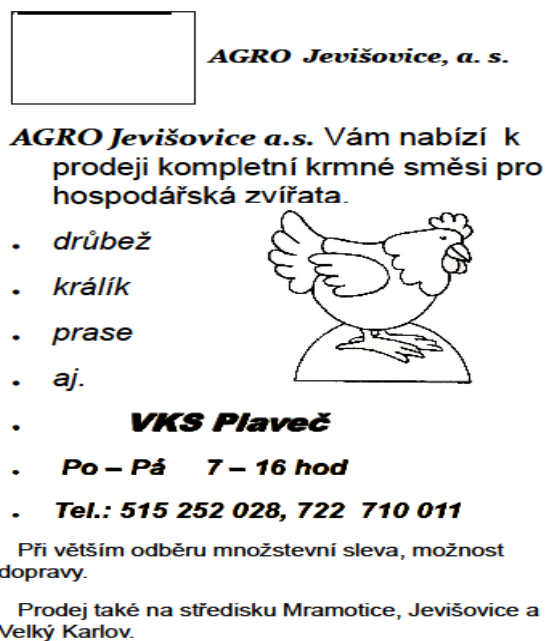 AGRO Jevišovice, a. s.
AGRO Jevišovice a.s. Vám nabízí k
prodeji kompletní krmné směsi pro
hospodářská zvířata.
• drůbež
• králík
• prase
• aj.
• VKS Plaveč
• Po – Pá 7 – 16 hod
• Tel.: 515 252 028, 722 710 011
Při větším odběru množstevní sleva, možnost
dopravy.
Prodej také na středisku Mramotice, Jevišovice a
Velký Karlov.